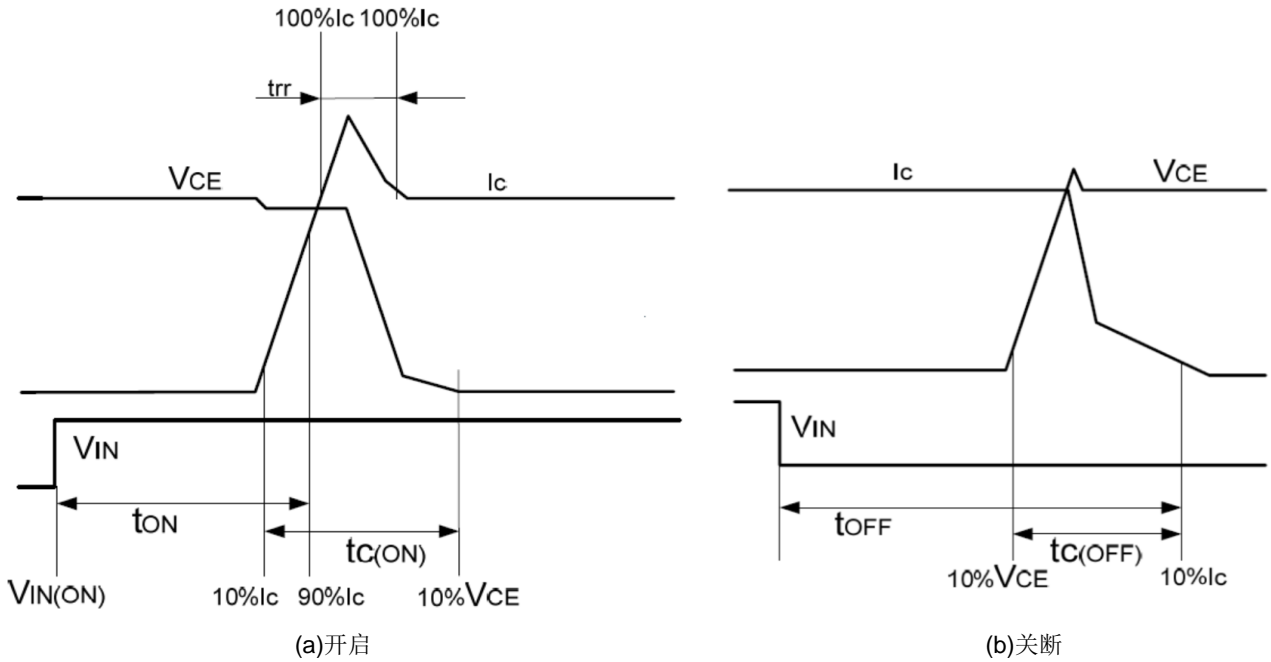 100%Ic 100%Ic
trr
VCE
Ic
VIN
tON
tC(ON)
VIN(ON)
10%Ic
90%Ic
10%VCE
(a)开启
Ic
VCE
VIN
tOFF
tC(OFF)
10%VCE
10%Ic
(b)关断